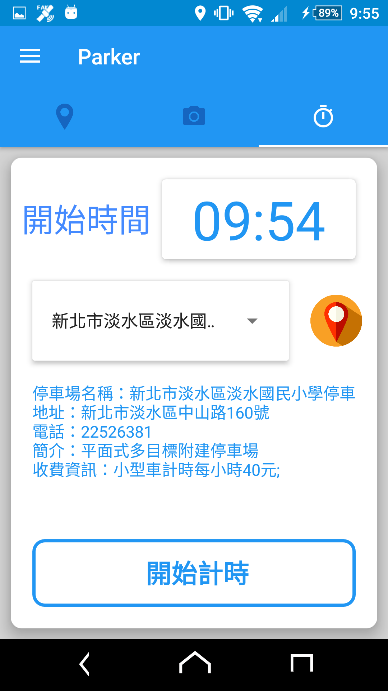 FAKE
89%
9:55
Parker
開始時間
09:54
新北市淡水區淡水國..
停車場名稱：新北市淡水區淡水國民小學停車
地址：新北市淡水區中山路160號
電話：22526381
簡介：平面式多目標附建停車場
收費資訊：小型車計時每小時40元;
開始計時